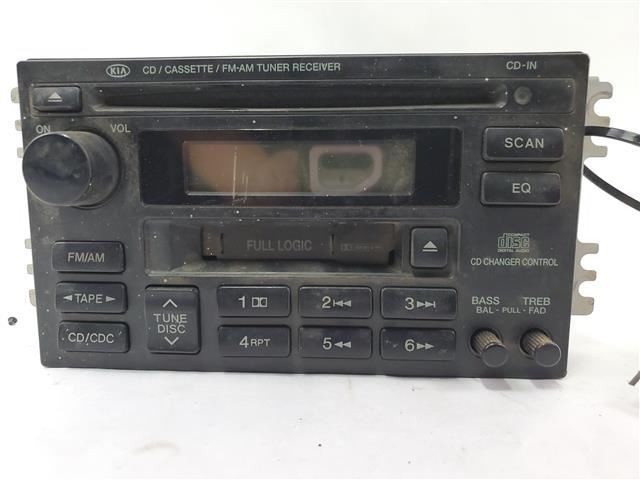 KIA CD / CASSETTE / FM-AM TUNER RECEIVER CD-IN
ON VOL
SCAN
EQ
FULL LOGIC
COMPACT
disc
DIGITAL AUDIO
CD CHANGER CONTROL
FM/AM
◄TAPE►
CD/CDC
TUNE
DISC
1
2 |◄◄
3 ►►|
4 RPT
5 ◄◄
6 ►►
BASS TREB
BAL - PULL - FAD